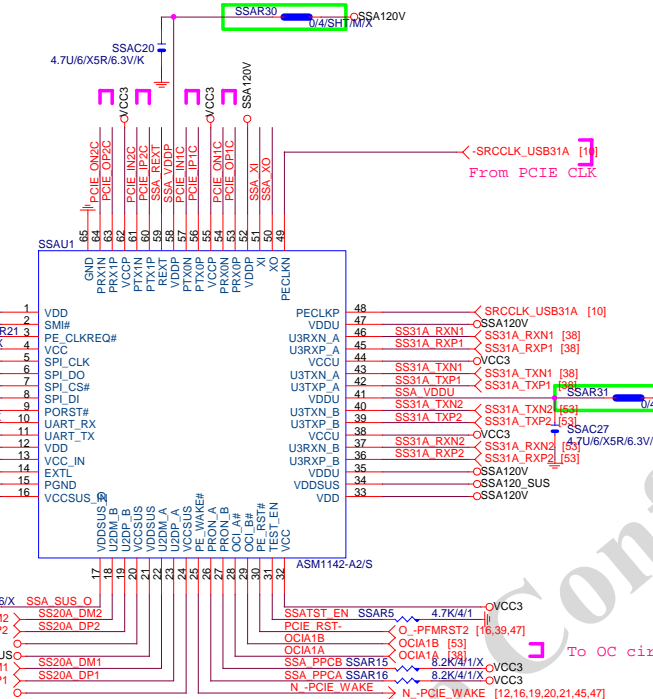 SSAR30
0/4/SHT/M/X
SSA120V
SSAC20
4.7U/6/X5R/6.3V/K
VCC3
VCC3
SSA120V
PCIE_ON2C
PCIE_OP2C
PCIE_IN2C
PCIE_IP2C
SSA_REXT
SSA_VDDP
PCIE_IN1C
PCIE_IP1C
PCIE_ON1C
PCIE_OP1C
SSA_XI
SSA_XO
-SRCCLK_USB31A [10]
From PCIE CLK
65 64 63 62 61 60 59 58 57 56 55 54 53 52 51 50 49
SSAU1
GND PRX1N PRX1P VCCP PTX1N PTX1P REXT VDDP PTX0N PTX0P VCCP PRX0N PRX0P VDDP XI XO PECLKN
1 VDD
2 SMI#
R21 3 PE_CLKREQ#
4 VCC
5 SPI_CLK
6 SPI_DO
7 SPI_CS#
8 SPI_DI
9 PORST#
10 UART_RX
11 UART_TX
12 VDD
13 VCC_IN
14 EXTL
15 PGND
16 VCCSUS_IN
PECLKP 48 SRCCLK_USB31A [10]
VDDU 47 SSA120V
U3RXN_A 46 SS31A_RXN1 SS31A_RXN1 [38]
U3RXP_A 45 SS31A_RXP1 SS31A_RXP1 [38]
VCCU 44 VCC3
U3TXN_A 43 SS31A_TXN1 SS31A_TXN1 [38]
U3TXP_A 42 SS31A_TXP1 SS31A_TXP1 [38]
VDDU 41 SSA_VDDU
SSAR31
0/4
U3TXN_B 40 SS31A_TXN2 SS31A_TXN2 [53]
U3TXP_B 39 SS31A_TXP2 SS31A_TXP2 [53]
VCCU 38 VCC3
SSAC27
4.7U/6/X5R/6.3V/
U3RXN_B 37 SS31A_RXN2 SS31A_RXN2 [53]
U3RXP_B 36 SS31A_RXP2 SS31A_RXP2 [53]
VDDU 35 SSA120V
VDDSUS 34 SSA120_SUS
VDD 33 SSA120V
VDDSUS_O U2DM_B U2DP_B VCCSUS VDDSUS U2DM_A U2DP_A VCCSUS PE_WAKE# PRON_A PRON_B OCI_A# OCI_B# PE_RST# TEST_EN VCC
ASM1142-A2/S
17 18 19 20 21 22 23 24 25 26 27 28 29 30 31 32
6/X SSA_SUS_O
M2 SS20A_DM2
P2 SS20A_DP2
USO
M1 SS20A_DM1
P1 SS20A_DP1
VCC3
SSATST_EN SSAR5 4.7K/4/1
PCIE_RST- O_-PFMRST2 [16,39,47]
OCIA1B OCIA1B [53]
OCIA1A OCIA1A [38]
SSA_PPCB SSAR15 8.2K/4/1/X VCC3
SSA_PPCA SSAR16 8.2K/4/1/X VCC3
N_-PCIE_WAKE N_-PCIE_WAKE [12,16,19,20,21,45,47]
To OC cir
Conf